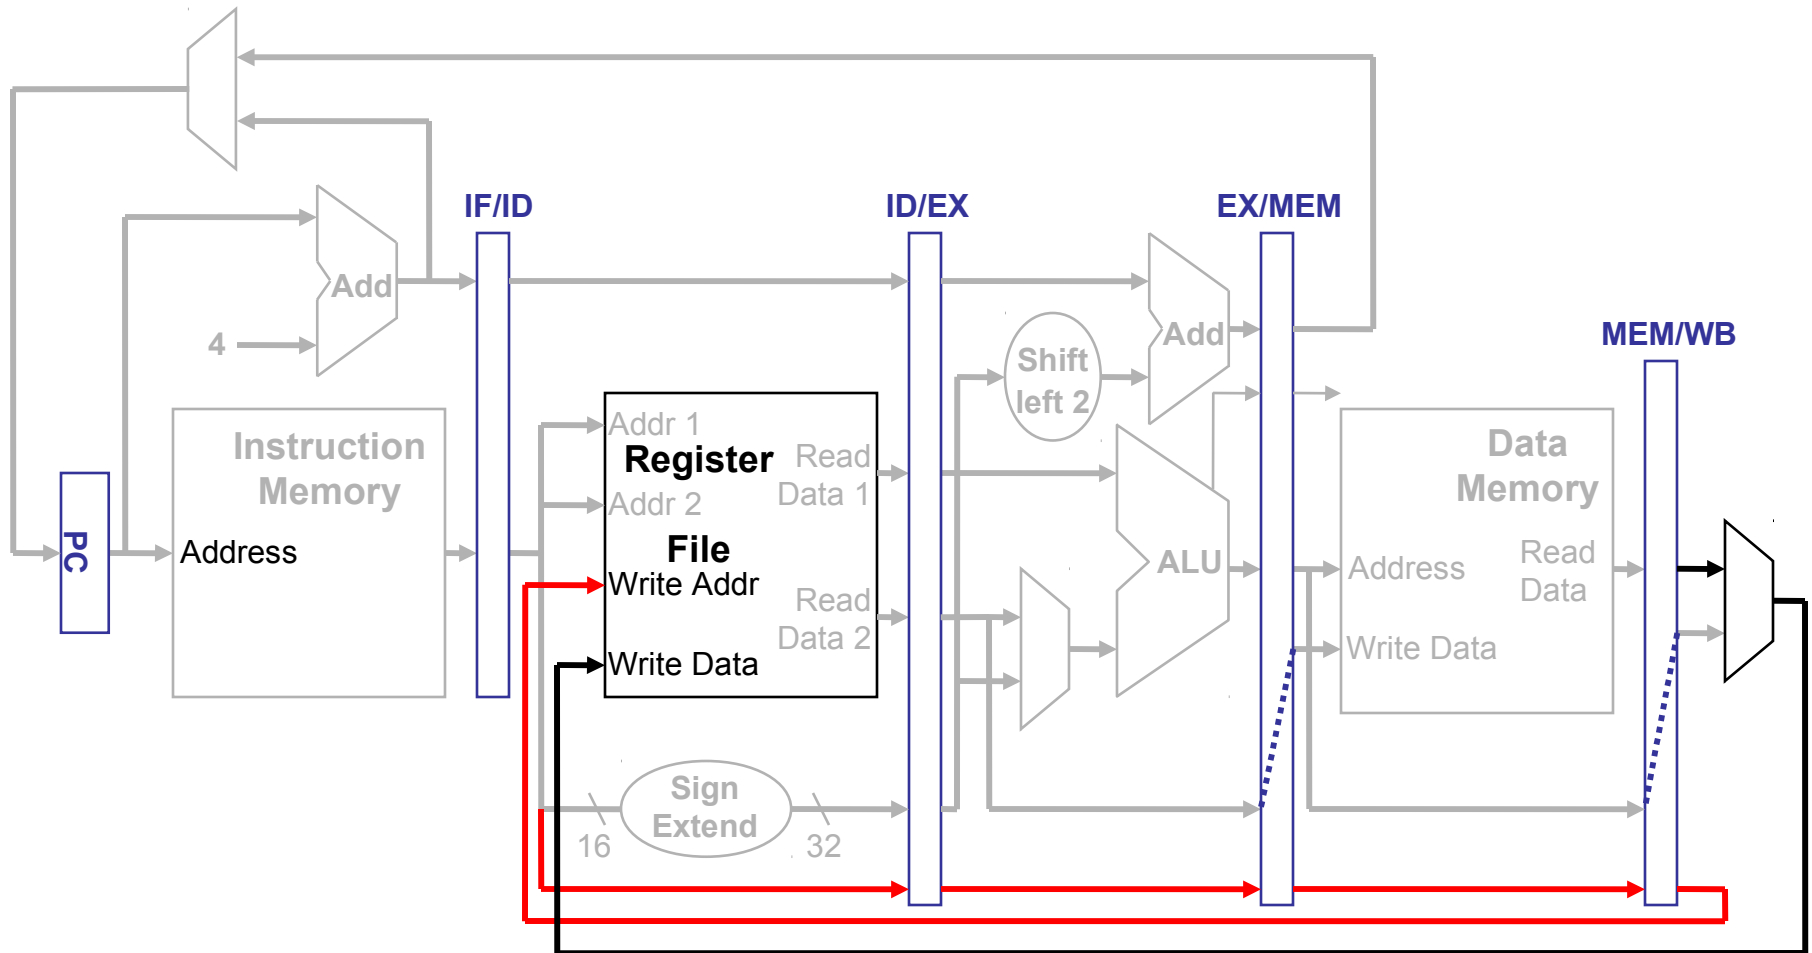 IF/ID
ID/EX
EX/MEM
MEM/WB
Add
4
Shift
left 2
Add
Instruction
Memory
Address
PC
Addr 1
Register
Addr 2
File
Write Addr
Write Data
Read
Data 1
Read
Data 2
ALU
Data
Memory
Address
Read
Data
Write Data
Sign
Extend
16
32